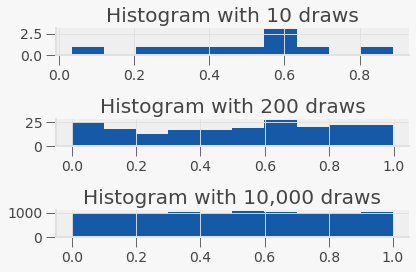 Histogram with 10 draws
2.5
0.0
0.0 0.2 0.4 0.6 0.8
Histogram with 200 draws
25
0
0.0 0.2 0.4 0.6 0.8 1.0
Histogram with 10,000 draws
1000
0
0.0 0.2 0.4 0.6 0.8 1.0